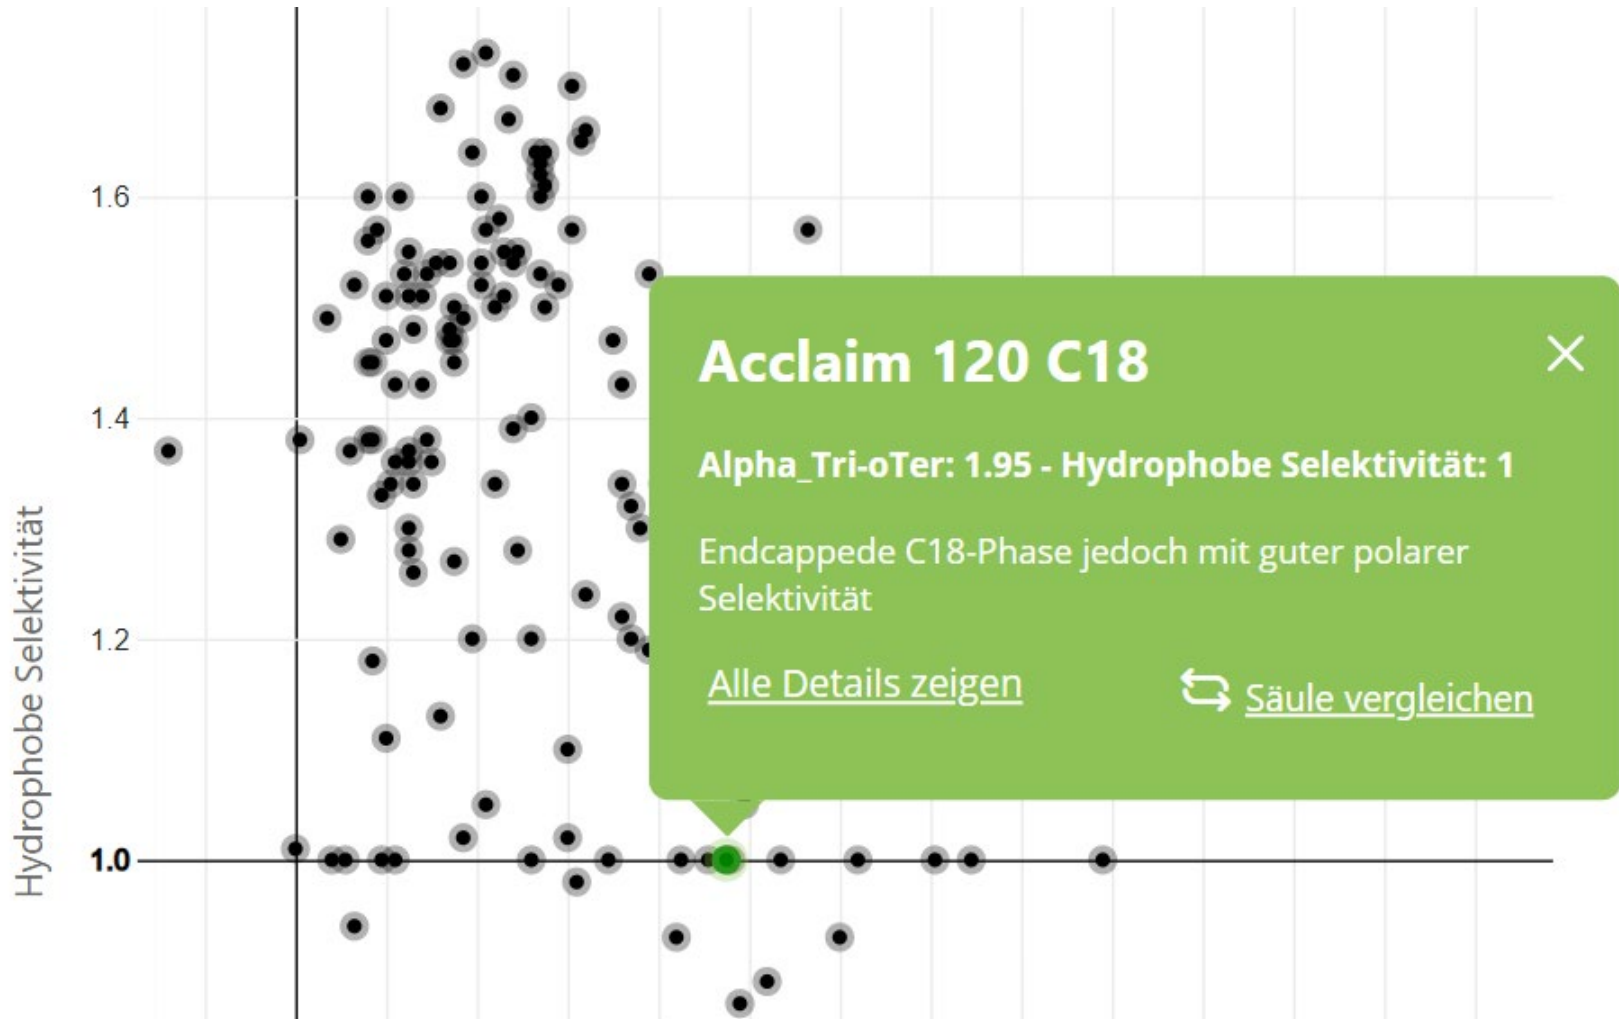 1.6
1.4
1.2
1.0
Hydrophobe Selektivität
Acclaim 120 C18
Alpha_Tri-oTer: 1.95 - Hydrophobe Selektivität: 1
Endcappede C18-Phase jedoch mit guter polarer
Selektivität
Alle Details zeigen
Säule vergleichen